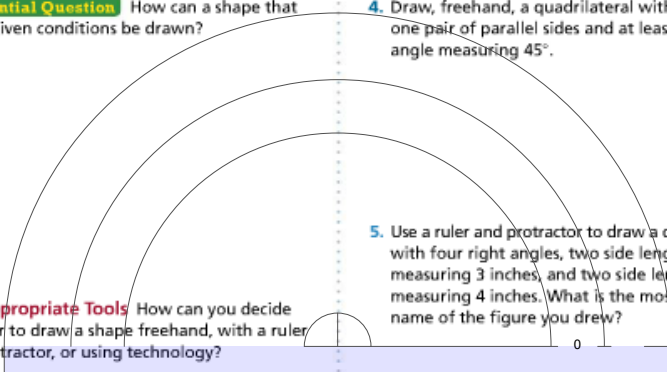 ntial Question How can a shape that
iven conditions be drawn?
propriate Tools How can you decide
r to draw a shape freehand, with a ruler
tractor, or using technology?
4. Draw, freehand, a quadrilateral with
one pair of parallel sides and at leas
angle measuring 45°.
5. Use a ruler and protractor to draw a
with four right angles, two side leng
measuring 3 inches, and two side le
measuring 4 inches. What is the mos
name of the figure you drew?
0